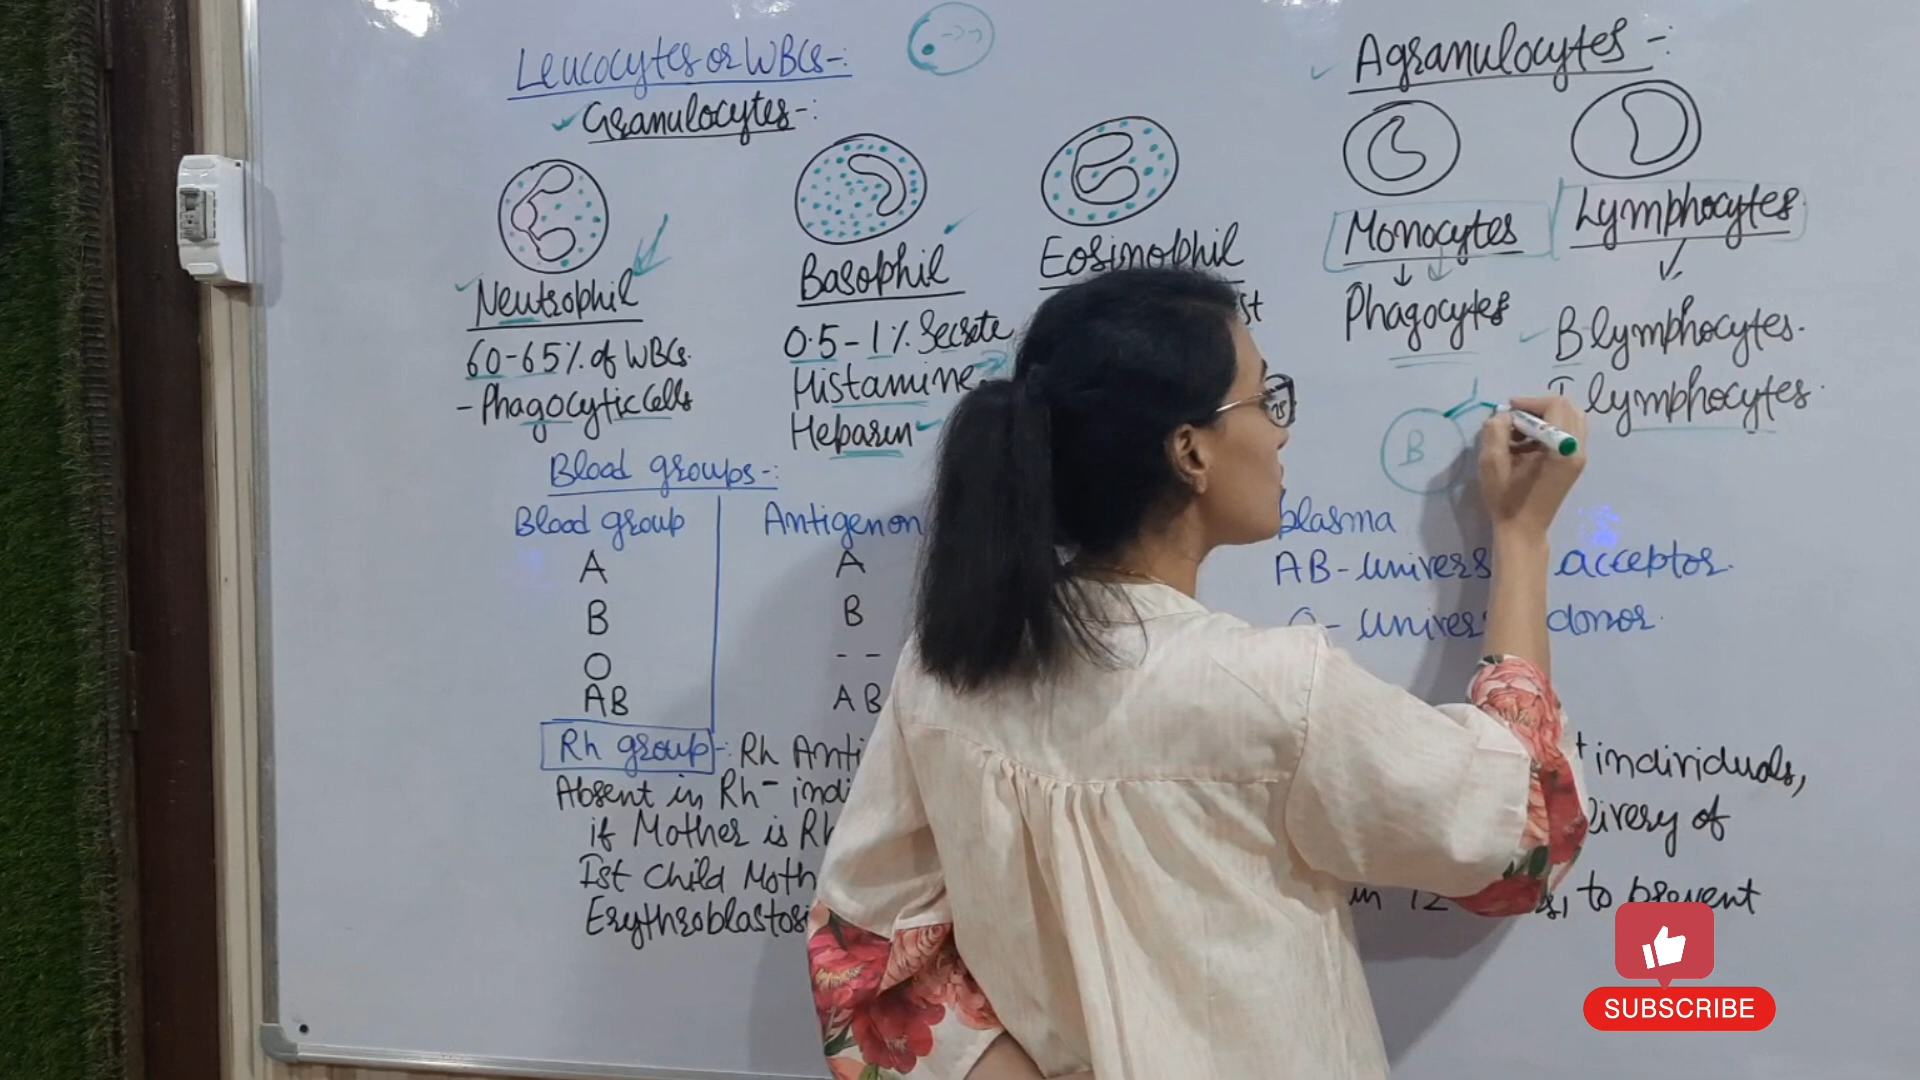 Leucocytes or WBCs-:
Granulocytes-:
Neutrophil
60-65% of WBCs.
- Phagocytic cells
Basophil
0.5-1% Secrete
Histamine
Heparin
Eosinophil
st
Agranulocytes-:
Monocytes
Phagocytes
Lymphocytes
B lymphocytes.
T lymphocytes.
B
Blood groups-:
Blood group
Antigen on
plasma
A
A
B
B
O
--
AB
AB
AB - univers acceptor.
O - univers donor.
Rh group-: Rh Anti
individuals,
Absent in Rh- indi
livery of
if Mother is Rh
Ist child Moth
in 12
to prevent
Erythroblastosi
SUBSCRIBE